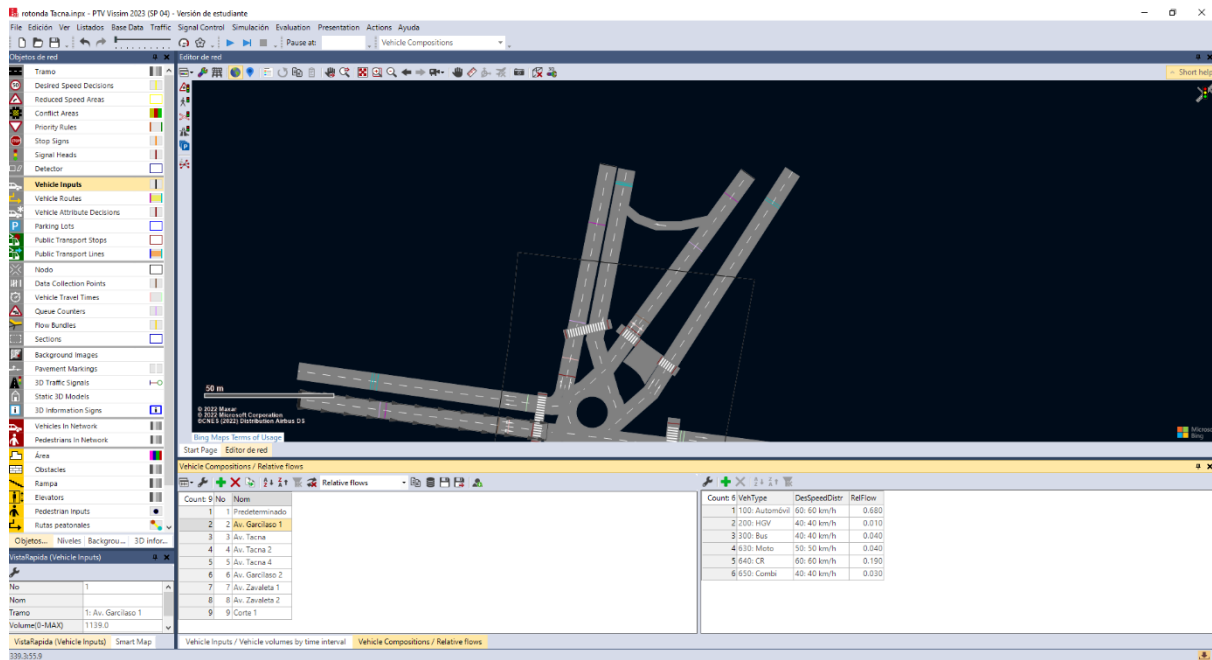 rotonda Tacna.inpx - PTV Vissim 2023 (SP 04) - Versión de estudiante
File Edición Ver Listados Base Data Traffic Signal Control Simulación Evaluation Presentation Actions Ayuda
Pause at: Vehicle Compositions
Objetos de red
Tramo
Desired Speed Decisions
Reduced Speed Areas
Conflict Areas
Priority Rules
Stop Signs
Signal Heads
Detector
Vehicle Inputs
Vehicle Routes
Vehicle Attribute Decisions
Parking Lots
Public Transport Stops
Public Transport Lines
Nodo
Data Collection Points
Vehicle Travel Times
Queue Counters
Flow Bundles
Sections
Background Images
Pavement Markings
3D Traffic Signals
Static 3D Models
3D Information Signs
Vehicles In Network
Pedestrians In Network
Área
Obstacles
Rampa
Elevators
Pedestrian Inputs
Rutas peatonales
Objetos... Niveles Backgrou... 3D infor...
VistaRapida (Vehicle Inputs)
No 1
Nom
Tramo 1: Av. Garcilaso 1
Volume(0-MAX) 1139.0
VistaRapida (Vehicle Inputs) Smart Map
339.3:55.9
Editor de red
Short help
50 m
© 2022 Maxar
© 2022 Microsoft Corporation
©CNES (2022) Distribution Airbus DS
Bing Maps Terms of Usage
Microso
Bing
Start Page Editor de red
Vehicle Compositions / Relative flows
Relative flows
Count: 9 No Nom
1 1 Predeterminado
2 2 Av. Garcilaso 1
3 3 Av. Tacna
4 4 Av. Tacna 2
5 5 Av. Tacna 4
6 6 Av. Garcilaso 2
7 7 Av. Zavaleta 1
8 8 Av. Zavaleta 2
9 9 Corte 1
Count: 6 VehType DesSpeedDistr RelFlow
1 100: Automóvil 60: 60 km/h 0.680
2 200: HGV 40: 40 km/h 0.010
3 300: Bus 40: 40 km/h 0.040
4 630: Moto 50: 50 km/h 0.040
5 640: CR 60: 60 km/h 0.190
6 650: Combi 40: 40 km/h 0.030
Vehicle Inputs / Vehicle volumes by time interval Vehicle Compositions / Relative flows